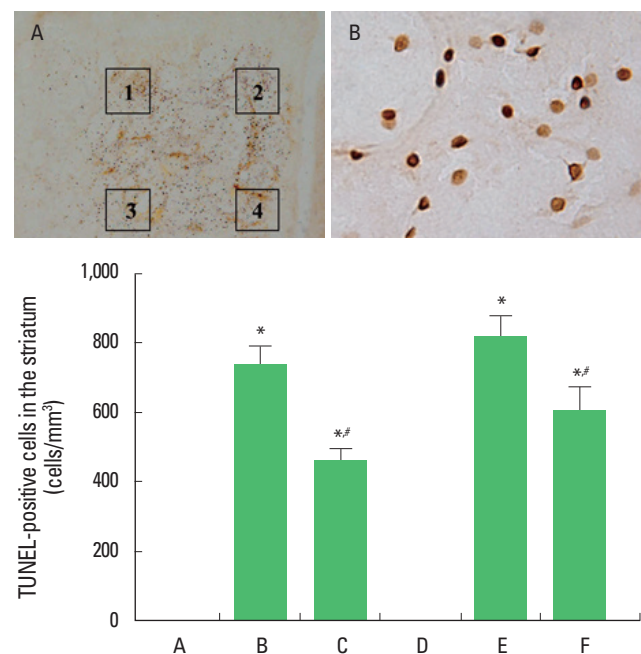 A
B
1
2
3
4
TUNEL-positive cells in the striatum
(cells/mm³)
1,000
800
600
400
200
0
*
*,#
*
*,#
A B C D E F